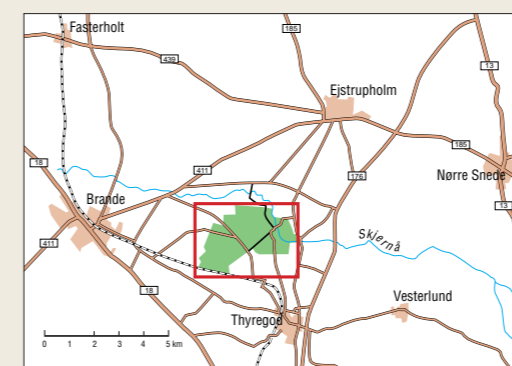 Fasterholt
185
439
13
Ejstrupholm
185
18
411
176
Nørre Snede
Brande
13
411
Skjernå
18
Vesterlund
Thyregod
0 1 2 3 4 5 km